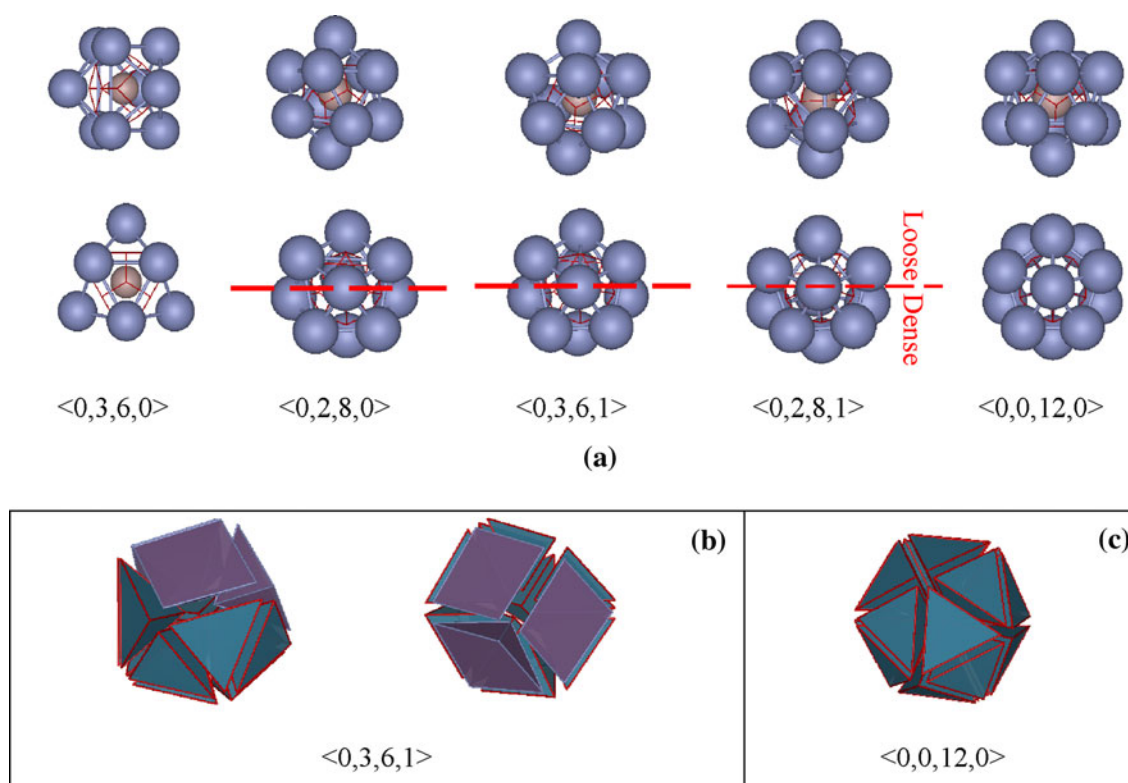 Loose
Dense
<0,3,6,0>
<0,2,8,0>
<0,3,6,1>
<0,2,8,1>
<0,0,12,0>
(a)
(b)
(c)
<0,3,6,1>
<0,0,12,0>